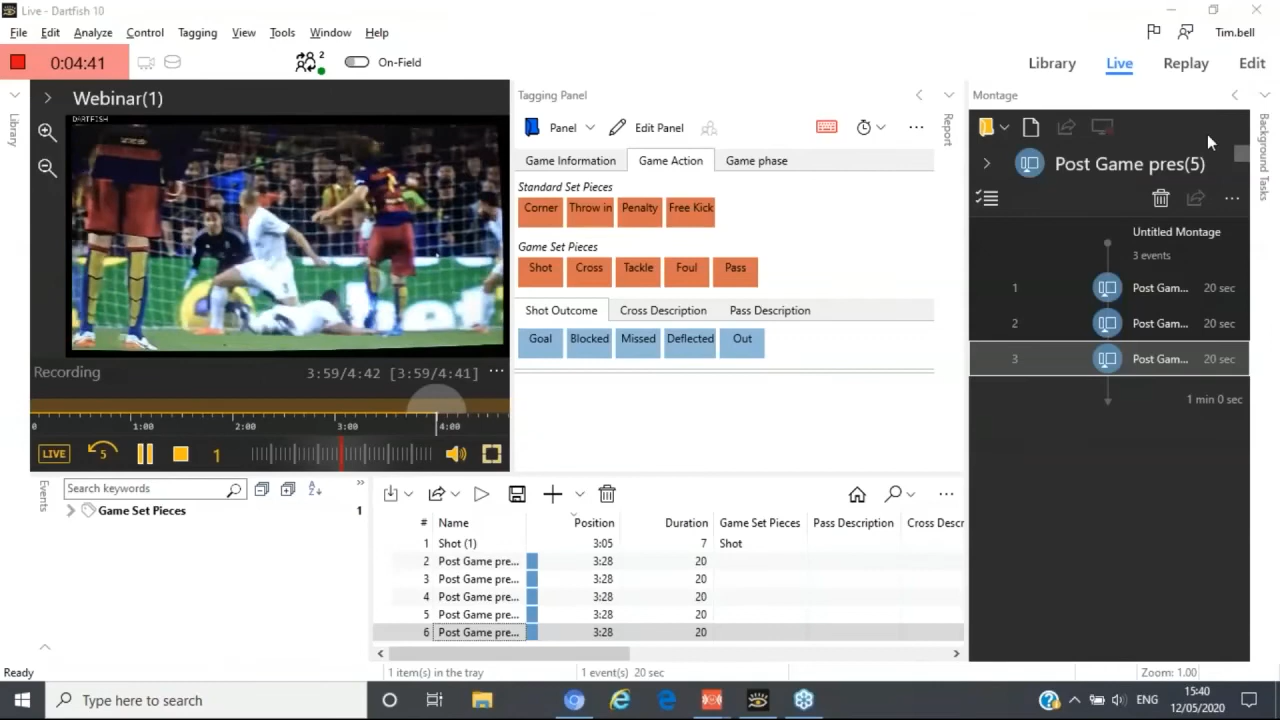 Live - Dartfish 10
File Edit Analyze Control Tagging View Tools Window Help
Tim.bell
0:04:41
2
On-Field
Library Live Replay Edit
Library
Webinar(1)
DARTFISH
Recording
3:59/4:42 [3:59/4:41]
0 1:00 2:00 3:00 4:00
LIVE 5 1
Tagging Panel
Panel Edit Panel
Game Information Game Action Game phase
Standard Set Pieces
Corner Throw in Penalty Free Kick
Game Set Pieces
Shot Cross Tackle Foul Pass
Shot Outcome Cross Description Pass Description
Goal Blocked Missed Deflected Out
Report
Montage
Background Tasks
Post Game pres(5)
Untitled Montage
3 events
1 Post Gam... 20 sec
2 Post Gam... 20 sec
3 Post Gam... 20 sec
1 min 0 sec
Events
Search keywords
Game Set Pieces 1
# Name Position Duration Game Set Pieces Pass Description Cross Descr
1 Shot (1) 3:05 7 Shot
2 Post Game pre... 3:28 20
3 Post Game pre... 3:28 20
4 Post Game pre... 3:28 20
5 Post Game pre... 3:28 20
6 Post Game pre... 3:28 20
Ready 1 item(s) in the tray 1 event(s) 20 sec Zoom: 1.00
Type here to search
ENG
15:40
12/05/2020